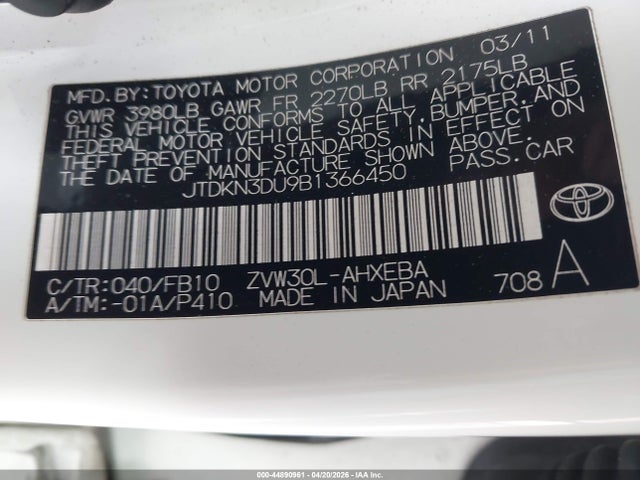 MFD.BY:TOYOTA MOTOR CORPORATION 03/11
GVWR 3980LB GAWR FR 2270LB RR 2175LB
THIS VEHICLE CONFORMS TO ALL APPLICABLE
FEDERAL MOTOR VEHICLE SAFETY,BUMPER,AND
THEFT PREVENTION STANDARDS IN EFFECT ON
THE DATE OF MANUFACTURE SHOWN ABOVE.
JTDKN3DU9B1366450 PASS.CAR
C/TR:040/FB10 ZVW30L-AHXEBA
A/TM:-01A/P410 MADE IN JAPAN 708 A
000-44890961 - 04/20/2026 - IAAI.COM